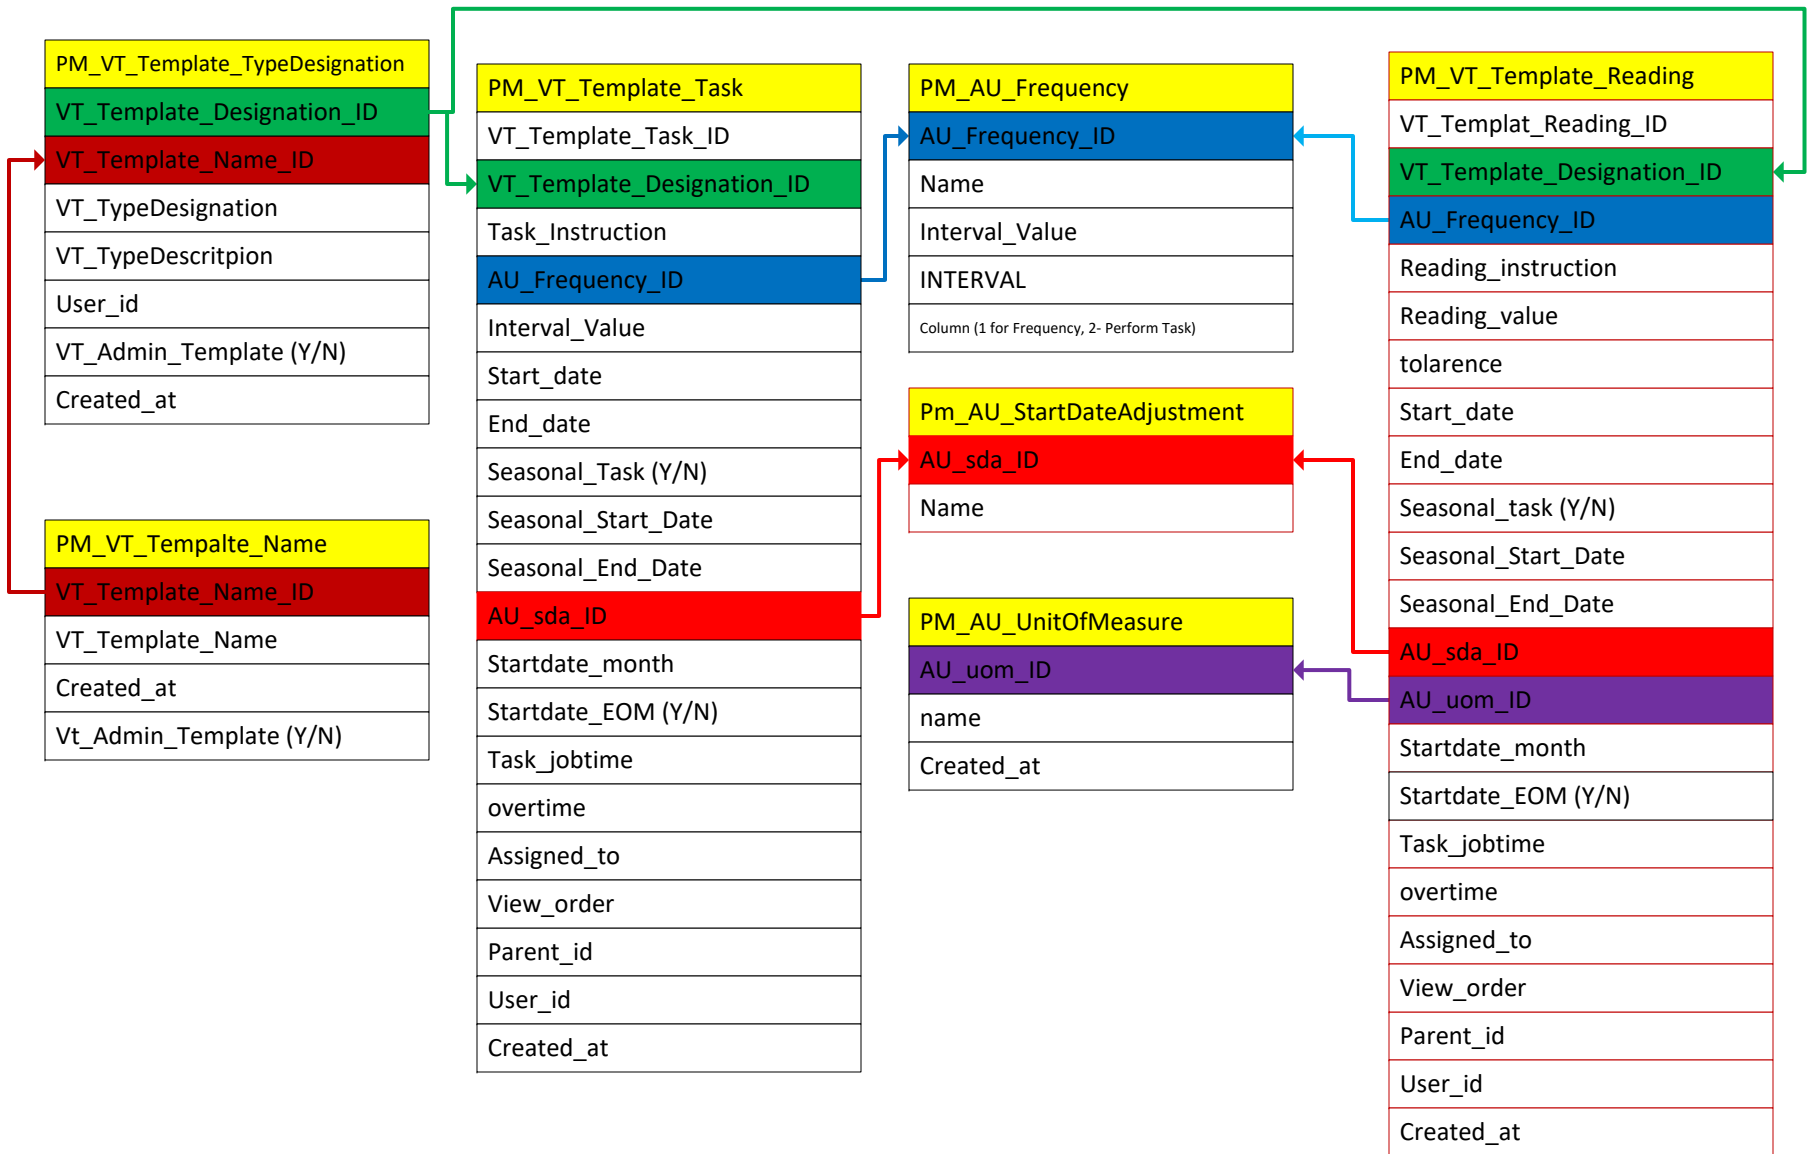 PM_VT_Template_TypeDesignation
VT_Template_Designation_ID
VT_Template_Name_ID
VT_TypeDesignation
VT_TypeDescritpion
User_id
VT_Admin_Template (Y/N)
Created_at
PM_VT_Tempalte_Name
VT_Template_Name_ID
VT_Template_Name
Created_at
Vt_Admin_Template (Y/N)
PM_VT_Template_Task
VT_Template_Task_ID
VT_Template_Designation_ID
Task_Instruction
AU_Frequency_ID
Interval_Value
Start_date
End_date
Seasonal_Task (Y/N)
Seasonal_Start_Date
Seasonal_End_Date
AU_sda_ID
Startdate_month
Startdate_EOM (Y/N)
Task_jobtime
overtime
Assigned_to
View_order
Parent_id
User_id
Created_at
PM_AU_Frequency
AU_Frequency_ID
Name
Interval_Value
INTERVAL
Column (1 for Frequency, 2- Perform Task)
Pm_AU_StartDateAdjustment
AU_sda_ID
Name
PM_AU_UnitOfMeasure
AU_uom_ID
name
Created_at
PM_VT_Template_Reading
VT_Templat_Reading_ID
VT_Template_Designation_ID
AU_Frequency_ID
Reading_instruction
Reading_value
tolarence
Start_date
End_date
Seasonal_task (Y/N)
Seasonal_Start_Date
Seasonal_End_Date
AU_sda_ID
AU_uom_ID
Startdate_month
Startdate_EOM (Y/N)
Task_jobtime
overtime
Assigned_to
View_order
Parent_id
User_id
Created_at